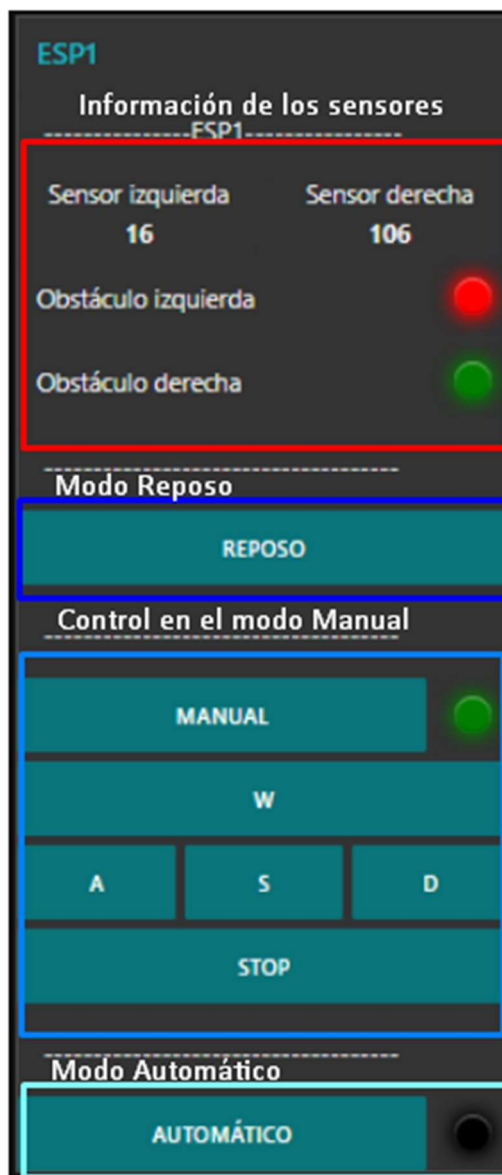 ESP1
Información de los sensores
---------------ESP1----------------
Sensor izquierda Sensor derecha
16 106
Obstáculo izquierda
Obstáculo derecha
------------------------------------
Modo Reposo
REPOSO
Control en el modo Manual
------------------------------------
MANUAL
W
A S D
STOP
------------------------------------
Modo Automático
AUTOMÁTICO